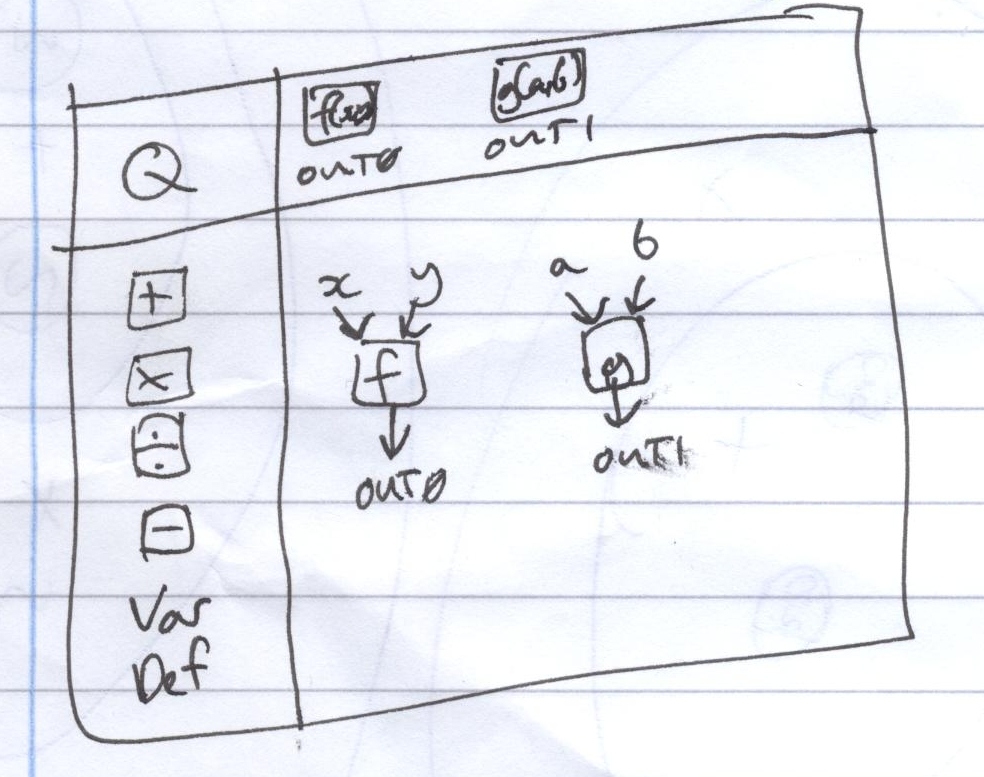 Q
f(x)
g(a,b)
OUT0
OUT1
+
x
÷
-
Var
Def
x
y
f
OUT0
a
b
g
OUT1